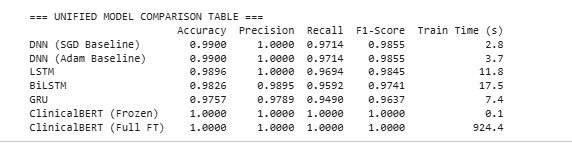 === UNIFIED MODEL COMPARISON TABLE ===
Accuracy Precision Recall F1-Score Train Time (s)
DNN (SGD Baseline) 0.9900 1.0000 0.9714 0.9855 2.8
DNN (Adam Baseline) 0.9900 1.0000 0.9714 0.9855 3.7
LSTM 0.9896 1.0000 0.9694 0.9845 11.8
BiLSTM 0.9826 0.9895 0.9592 0.9741 17.5
GRU 0.9757 0.9789 0.9490 0.9637 7.4
ClinicalBERT (Frozen) 1.0000 1.0000 1.0000 1.0000 0.1
ClinicalBERT (Full FT) 1.0000 1.0000 1.0000 1.0000 924.4